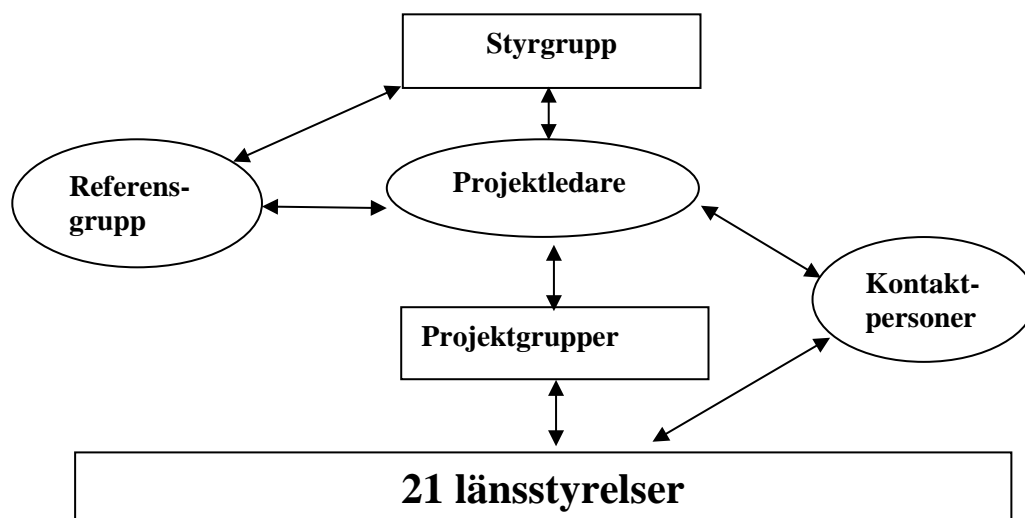 Styrgrupp
Referens-
grupp
Projektledare
Kontakt-
personer
Projektgrupper
21 länsstyrelser